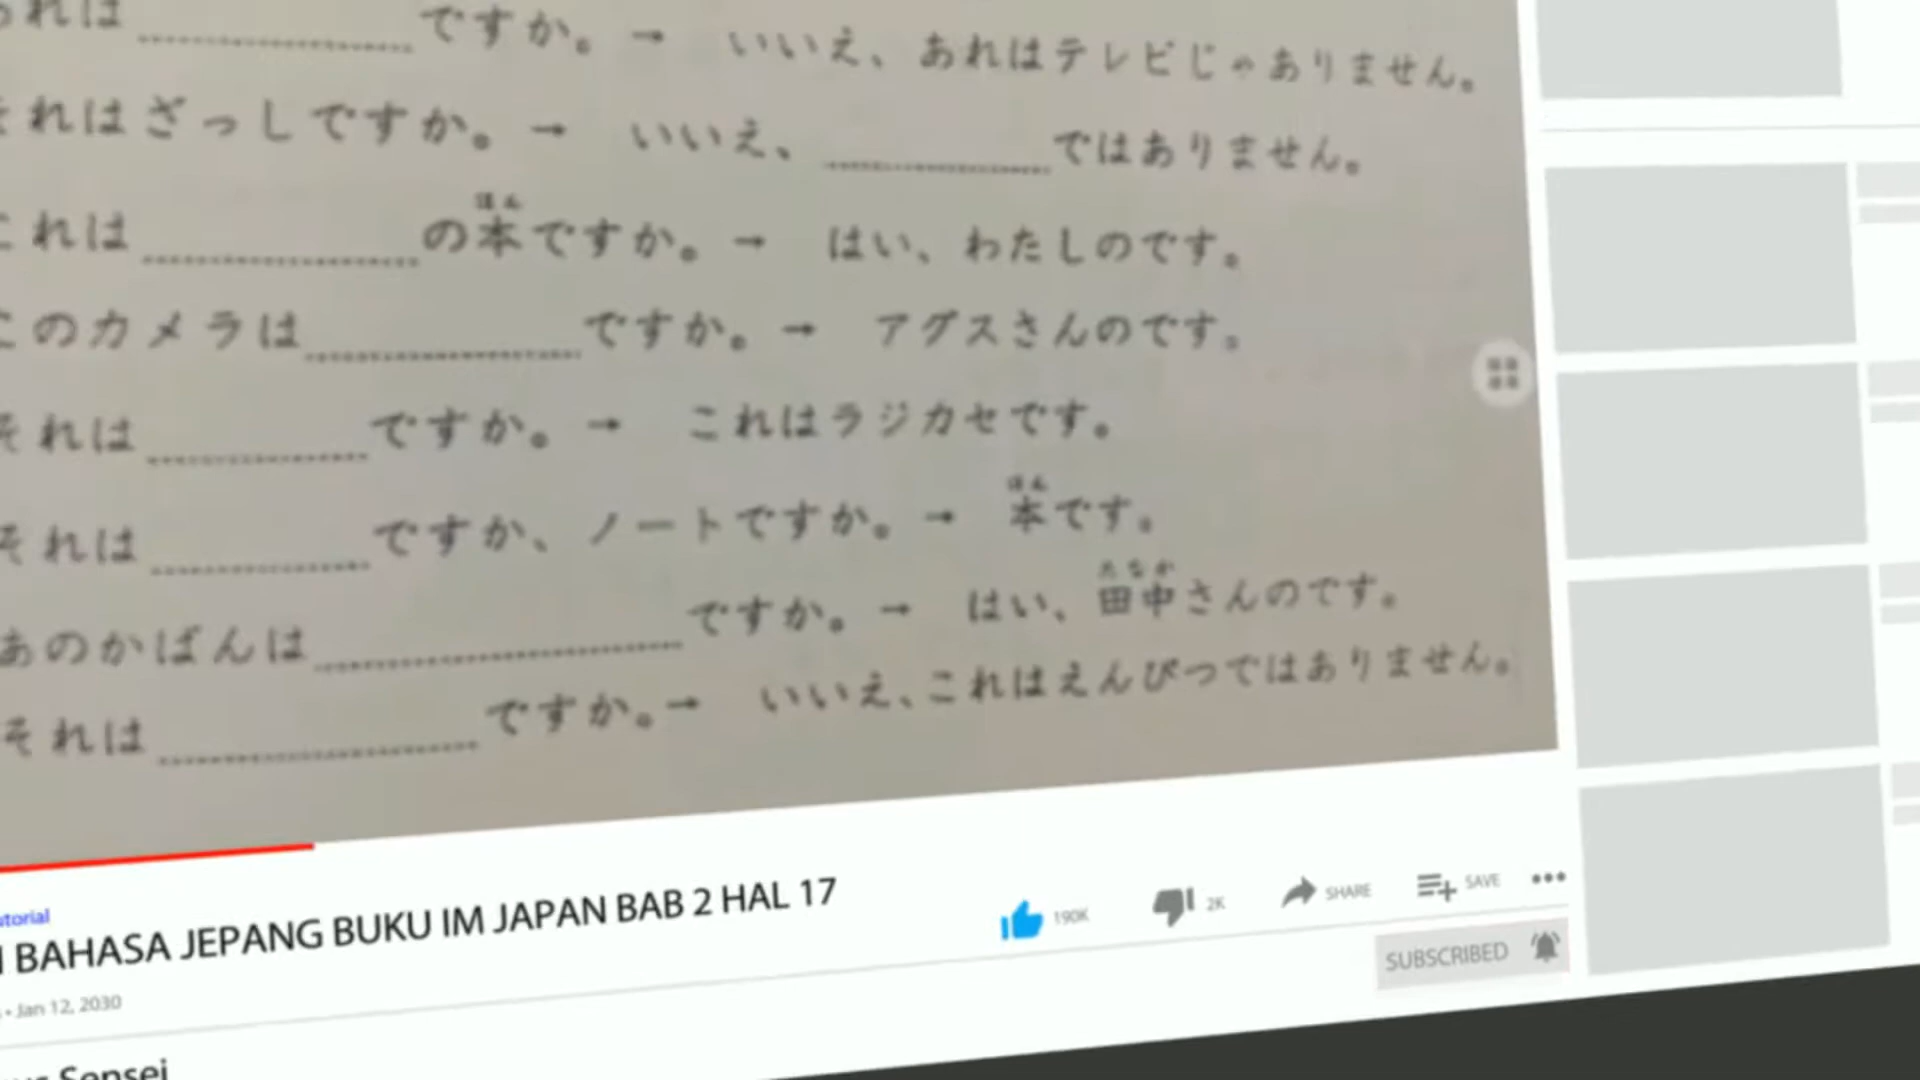 れは ............ ですか。→ いいえ、あれはテレビじゃありません。
それはざっしですか。→ いいえ、............ ではありません。
これは ............ の本ですか。→ はい、わたしのです。
ほん
このカメラは ............ ですか。→ アグスさんのです。
それは ............ ですか。→ これはラジカセです。
それは ............ ですか、ノートですか。→ 本です。
ほん
あのかばんは ............ ですか。→ はい、田中さんのです。
たなか
それは ............ ですか。→ いいえ、これはえんぴつではありません。
BAHASA JEPANG BUKU IM JAPAN BAB 2 HAL 17
190K
2K
SHARE
SAVE
• Jan 12, 2030
SUBSCRIBED
Sensei